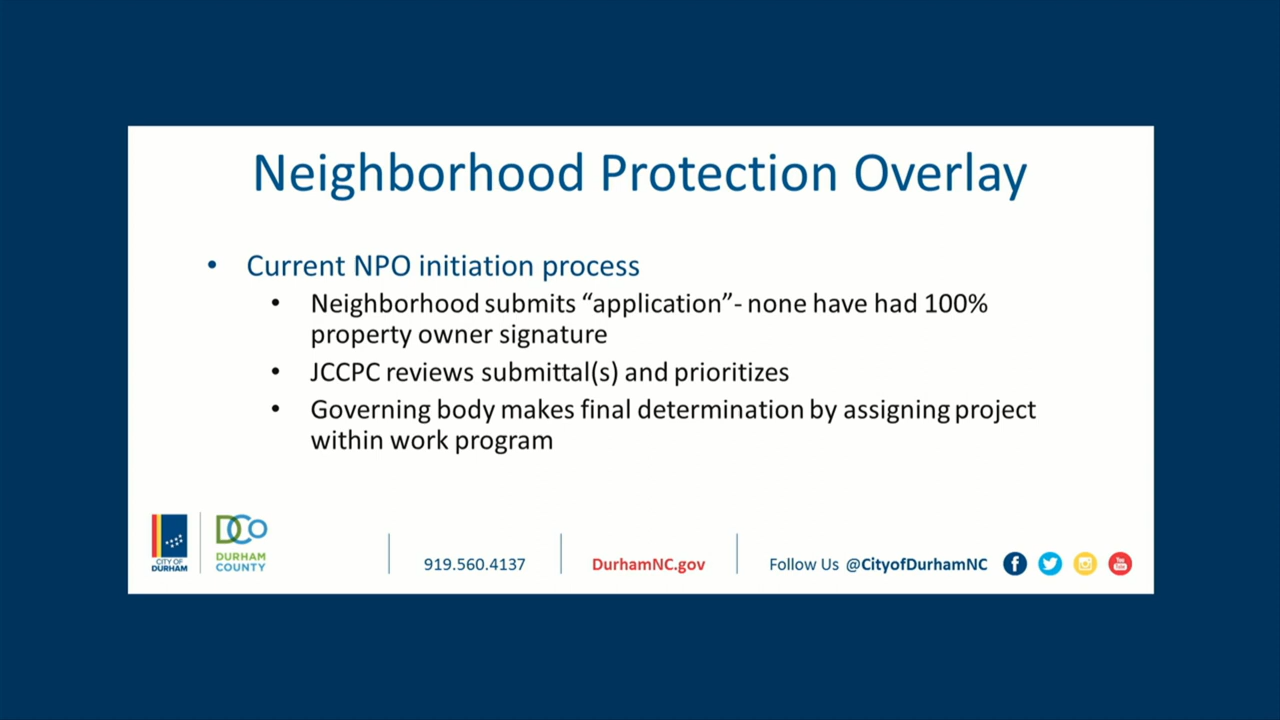 Neighborhood Protection Overlay
• Current NPO initiation process
• Neighborhood submits “application”- none have had 100%
property owner signature
• JCCPC reviews submittal(s) and prioritizes
• Governing body makes final determination by assigning project
within work program
CITY OF
DURHAM
DCo
DURHAM
COUNTY
919.560.4137
DurhamNC.gov
Follow Us @CityofDurhamNC
You
Tube